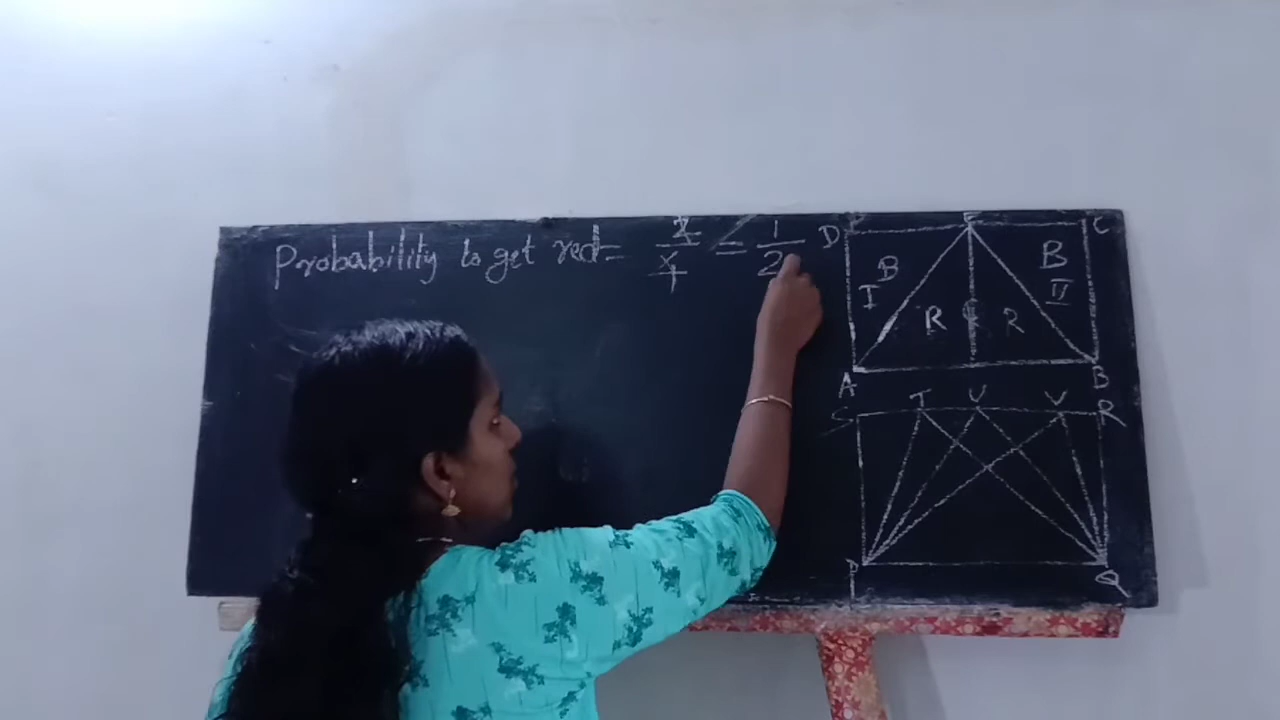 Probability to get red = 2/4 = 1/2
D E C
B B
I II
R R
A B
S T U V R
P Q